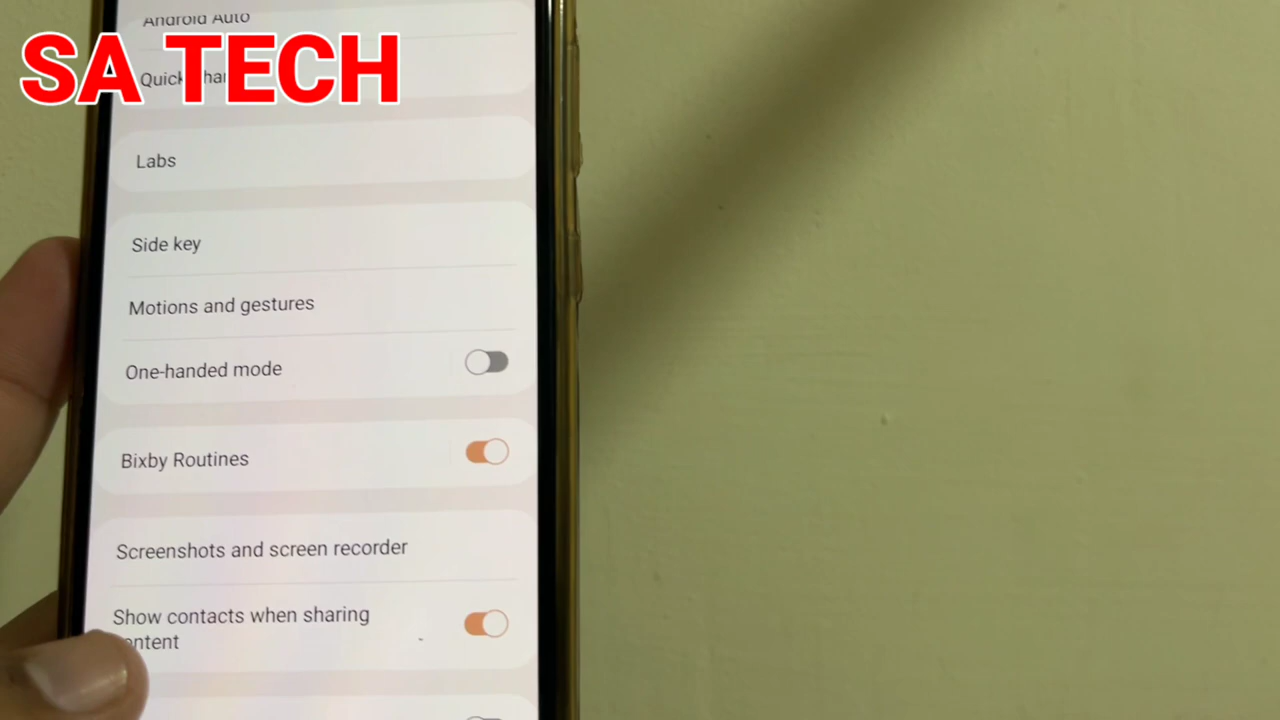 Android Auto
SA TECH
Quick
Labs
Side key
Motions and gestures
One-handed mode
Bixby Routines
Screenshots and screen recorder
Show contacts when sharing